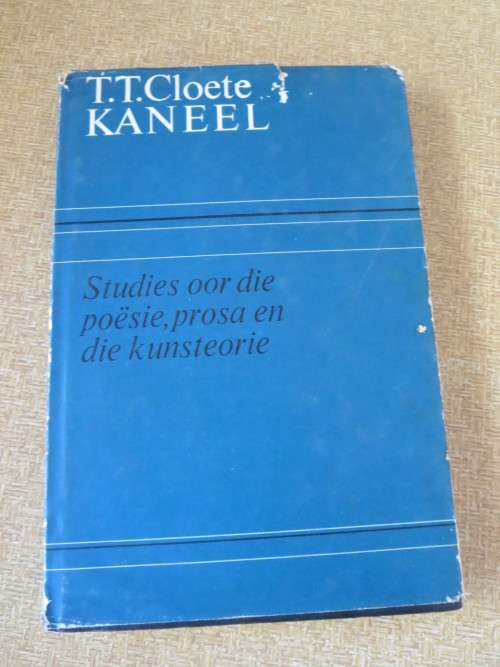 T.T.Cloete
KANEEL
Studies oor die
poësie, prosa en
die kunsteorie